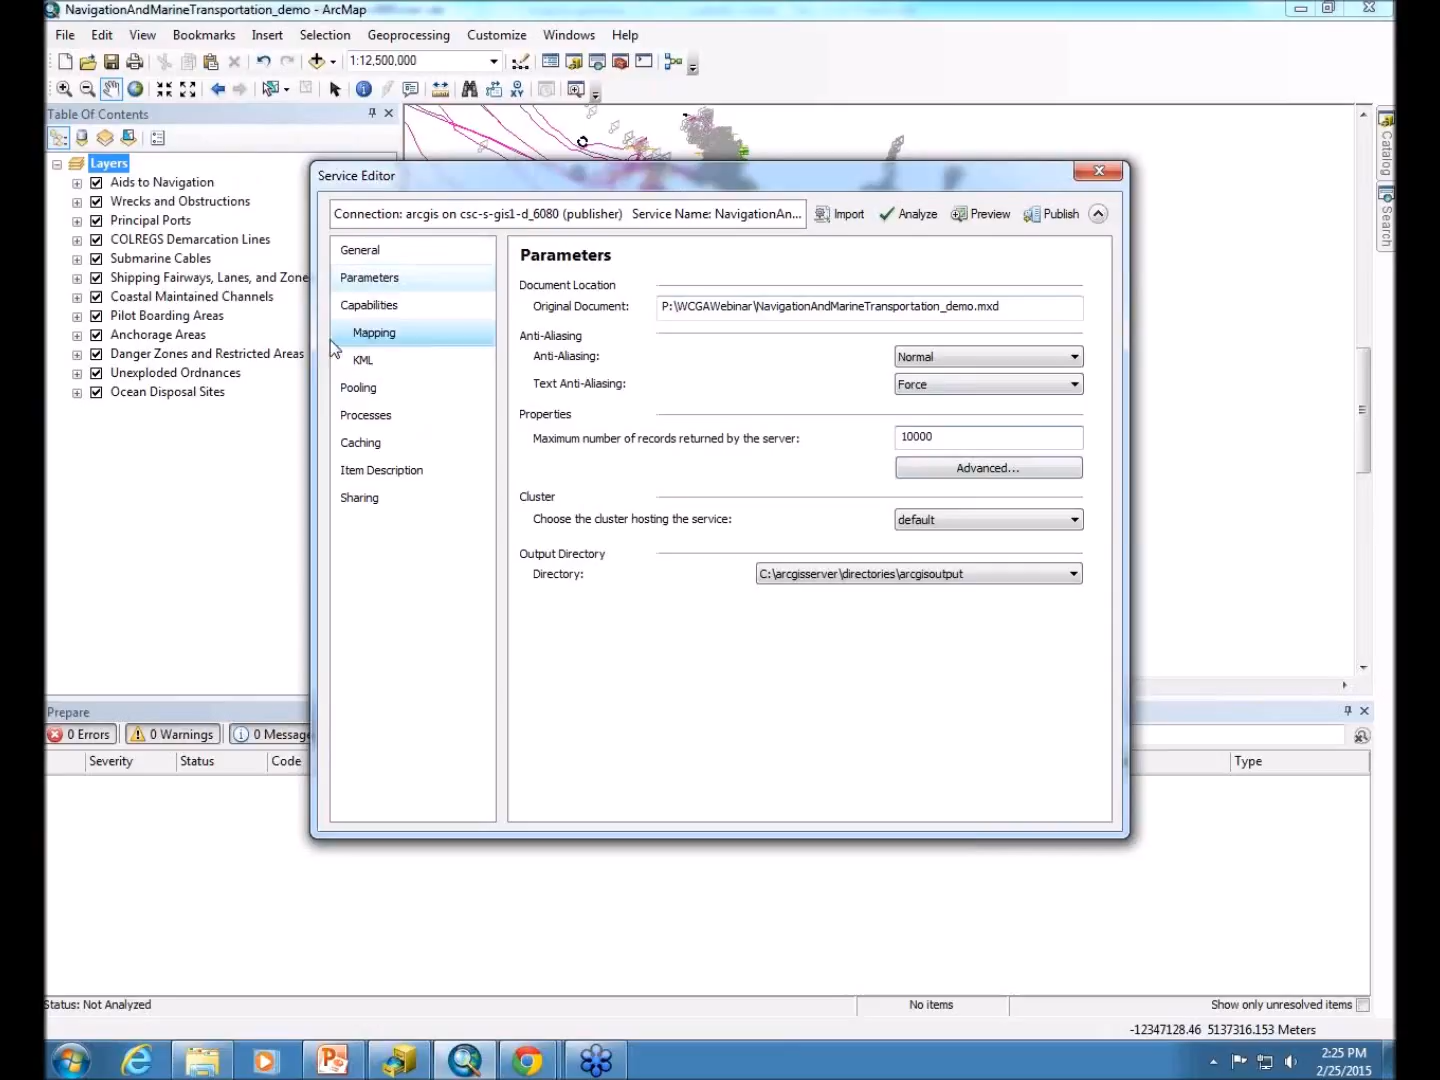 NavigationAndMarineTransportation_demo - ArcMap
File Edit View Bookmarks Insert Selection Geoprocessing Customize Windows Help
1:12,500,000
Table Of Contents
Layers
Aids to Navigation
Wrecks and Obstructions
Principal Ports
COLREGS Demarcation Lines
Submarine Cables
Shipping Fairways, Lanes, and Zone
Coastal Maintained Channels
Pilot Boarding Areas
Anchorage Areas
Danger Zones and Restricted Areas
Unexploded Ordnances
Ocean Disposal Sites
Catalog
Search
Service Editor
Connection: arcgis on csc-s-gis1-d_6080 (publisher) Service Name: NavigationAn... Import Analyze Preview Publish
General
Parameters
Capabilities
Mapping
KML
Pooling
Processes
Caching
Item Description
Sharing
Parameters
Document Location
Original Document: P:\WCGAWebinar\NavigationAndMarineTransportation_demo.mxd
Anti-Aliasing
Anti-Aliasing: Normal
Text Anti-Aliasing: Force
Properties
Maximum number of records returned by the server: 10000
Advanced...
Cluster
Choose the cluster hosting the service: default
Output Directory
Directory: C:\arcgisserver\directories\arcgisoutput
Prepare
0 Errors 0 Warnings 0 Message
Severity Status Code Type
Status: Not Analyzed No items Show only unresolved items
-12347128.46 5137316.153 Meters
2:25 PM
2/25/2015